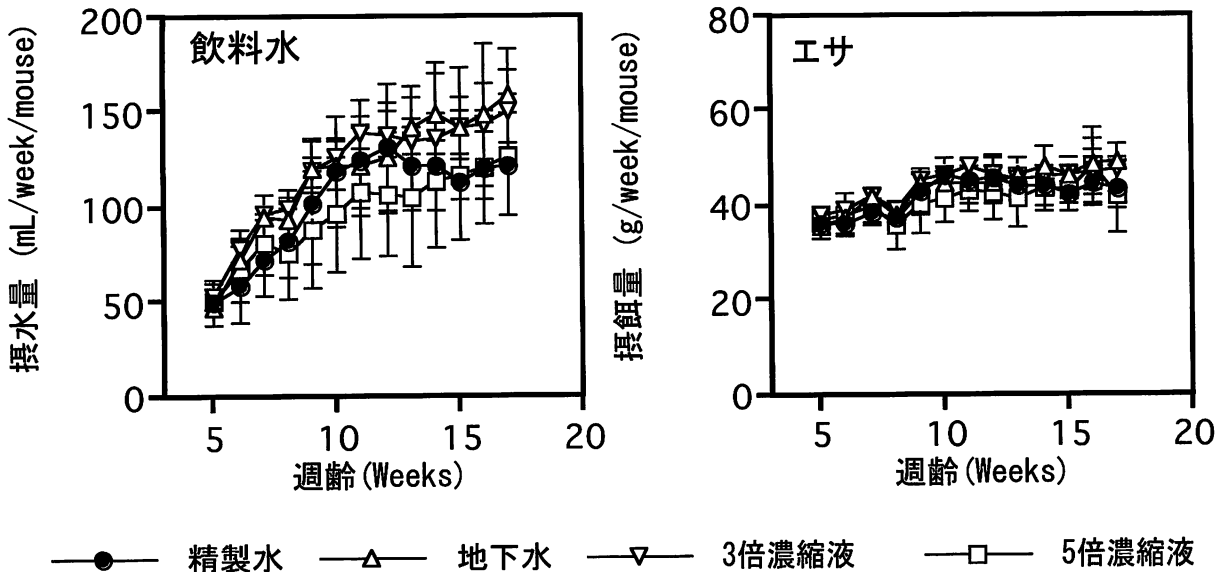 飲料水
摂水量 (mL/week/mouse)
200
150
100
50
0
5 10 15 20
週齢(Weeks)
エサ
摂餌量 (g/week/mouse)
80
60
40
20
0
5 10 15 20
週齢(Weeks)
精製水 地下水 3倍濃縮液 5倍濃縮液